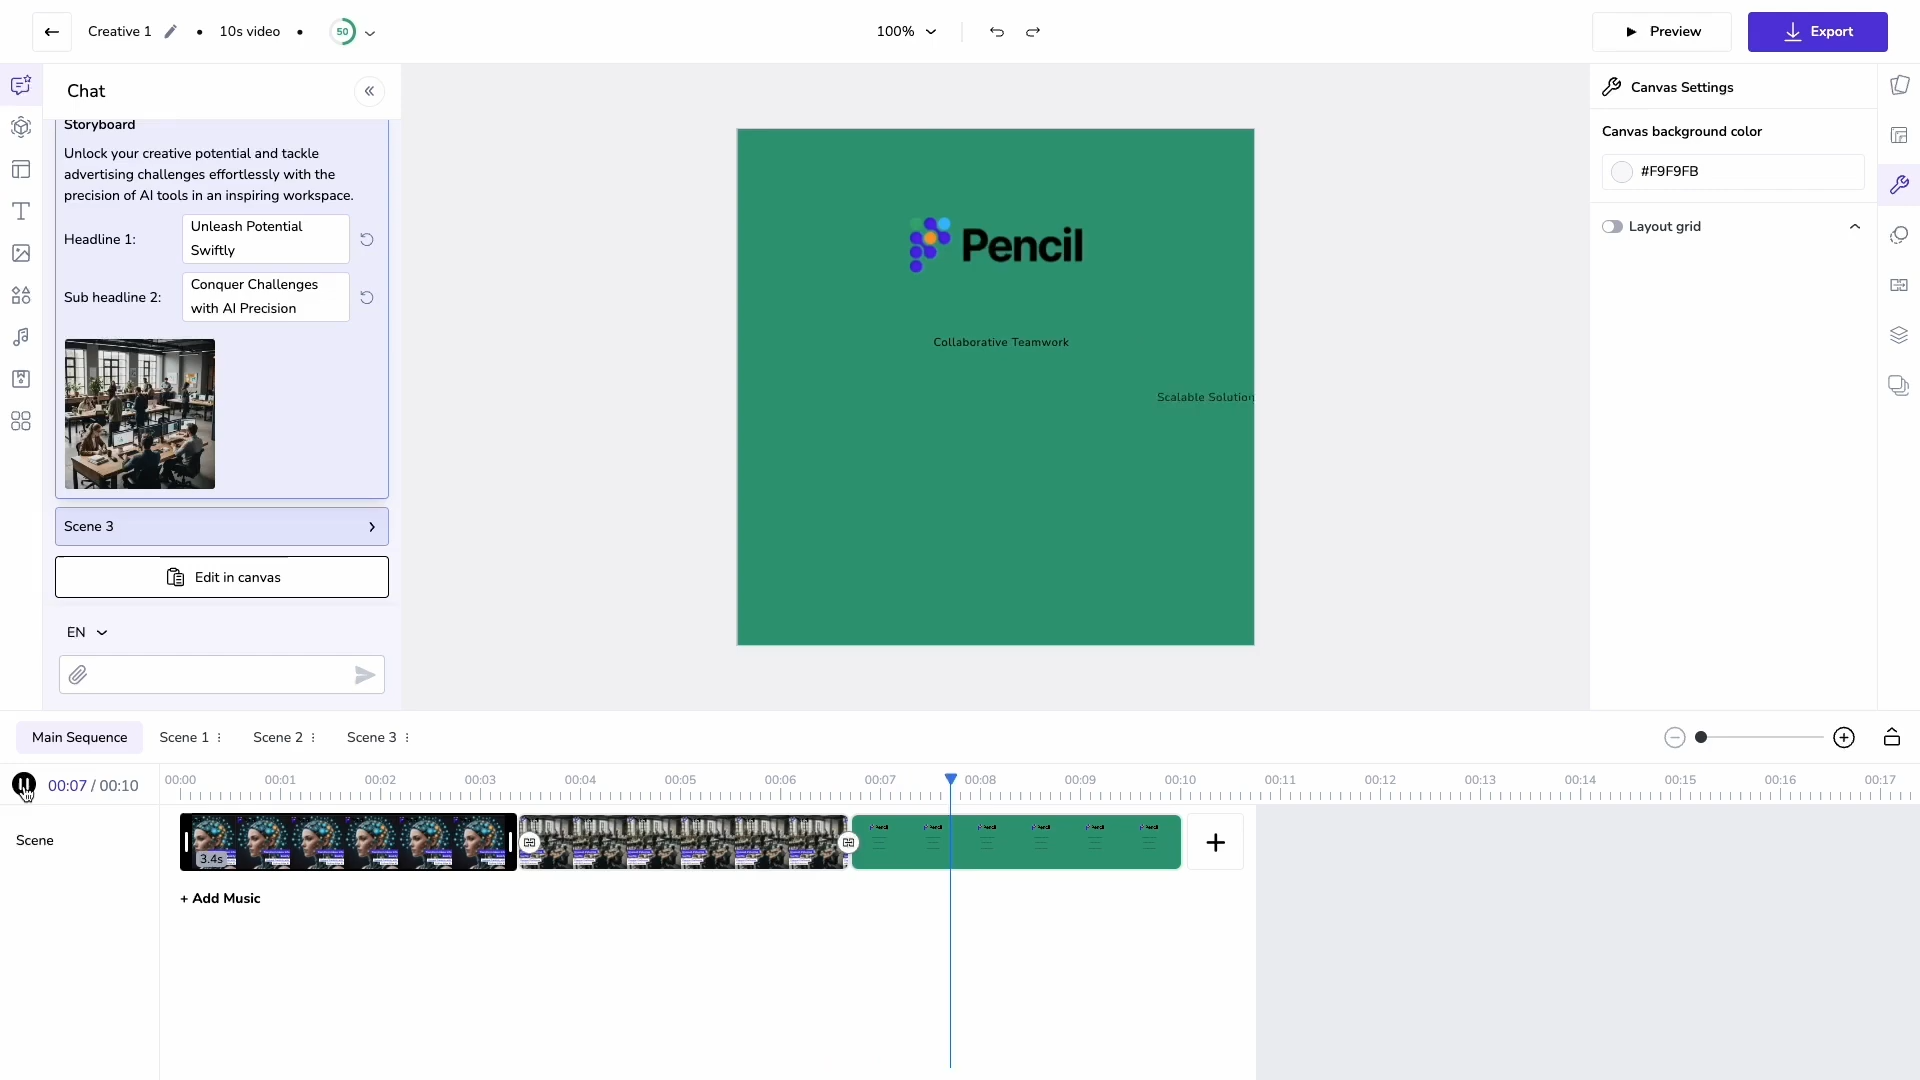 Creative 1
10s video
50
100%
Preview
Export
Chat
Storyboard
Unlock your creative potential and tackle
advertising challenges effortlessly with the
precision of AI tools in an inspiring workspace.
Headline 1:
Unleash Potential
Swiftly
Sub headline 2:
Conquer Challenges
with AI Precision
Scene 3
Edit in canvas
EN
Pencil
Collaborative Teamwork
Scalable Solution
Canvas Settings
Canvas background color
#F9F9FB
Layout grid
Main Sequence
Scene 1
Scene 2
Scene 3
00:07 / 00:10
00:00
00:01
00:02
00:03
00:04
00:05
00:06
00:07
00:08
00:09
00:10
00:11
00:12
00:13
00:14
00:15
00:16
00:17
Scene
3.4s
Pencil
Pencil
Pencil
Pencil
Pencil
Pencil
+ Add Music